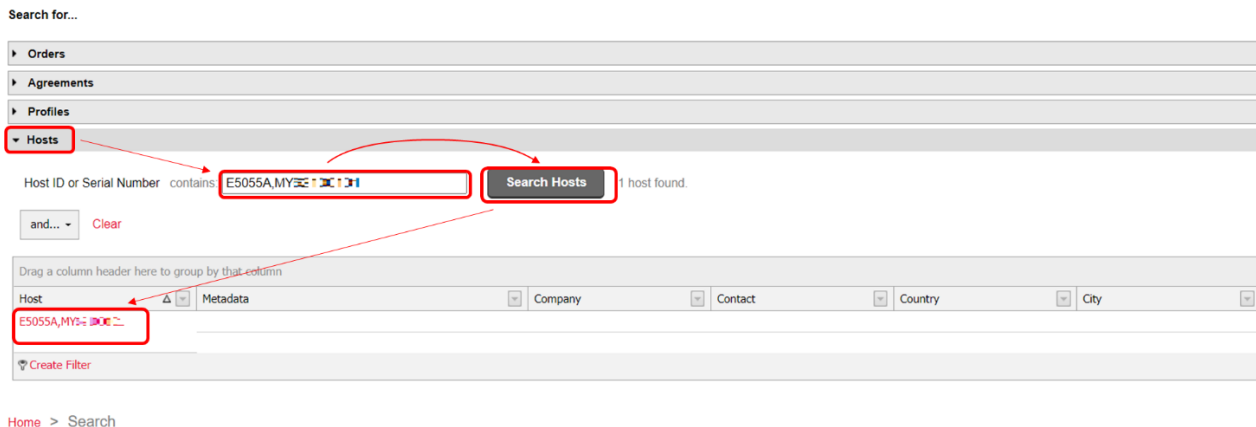 Search for...
Orders
Agreements
Profiles
Hosts
Host ID or Serial Number contains: E5055A,MY Search Hosts 1 host found.
and... Clear
Drag a column header here to group by that column
Host Metadata Company Contact Country City
E5055A,MY
Create Filter
Home > Search